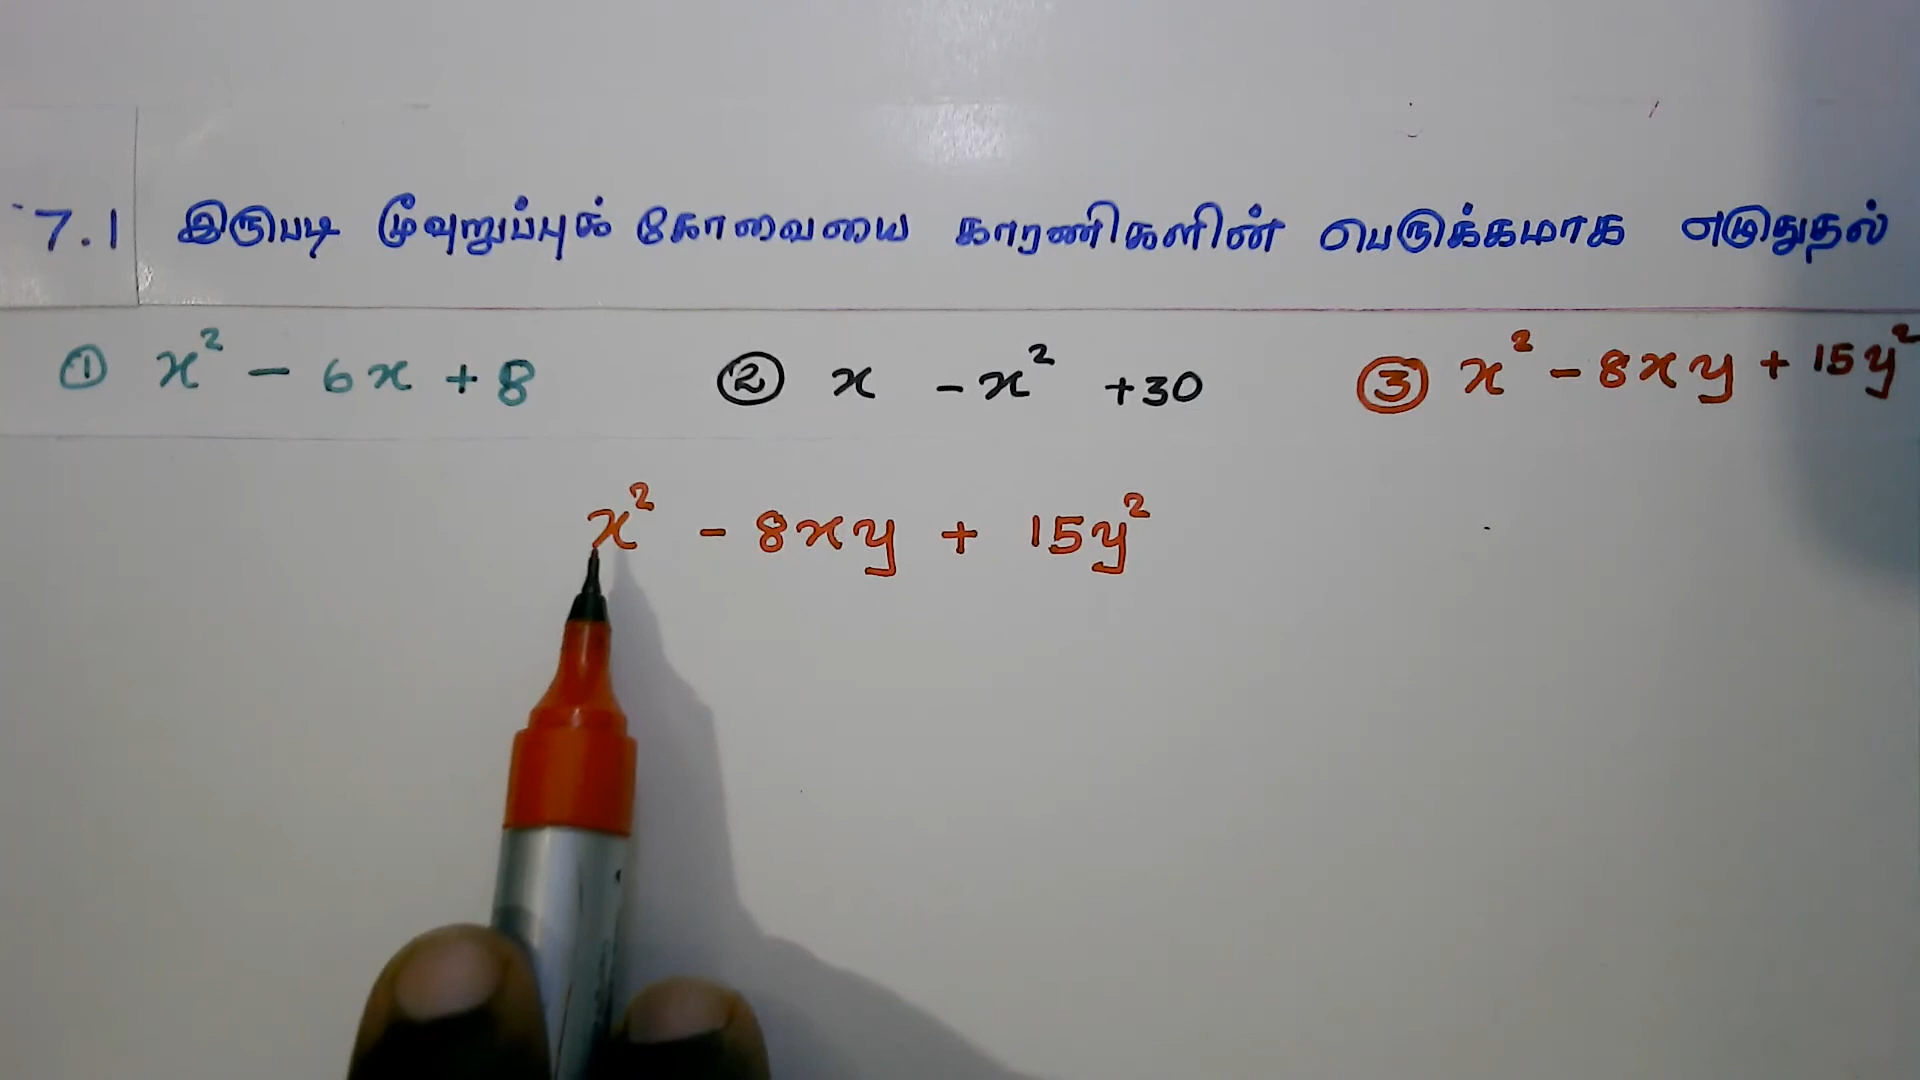 7.1 இருபடி மூவுறுப்புக் கோவையை காரணிகளின் பெருக்கமாக எழுதுதல்
① x² - 6x + 8 ② x - x² + 30 ③ x² - 8xy + 15y²
x² - 8xy + 15y²